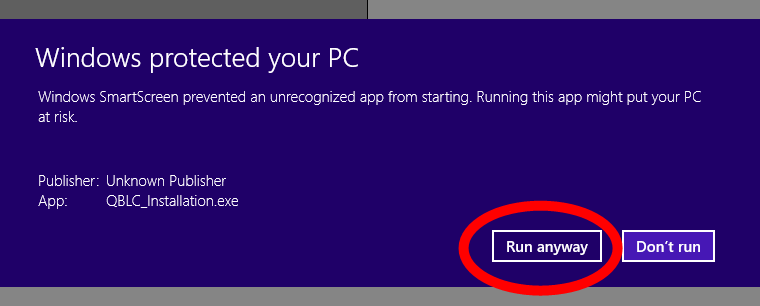 Windows protected your PC
Windows SmartScreen prevented an unrecognized app from starting. Running this app might put your PC
at risk.
Publisher: Unknown Publisher
App: QBLC_Installation.exe
Run anyway Don't run